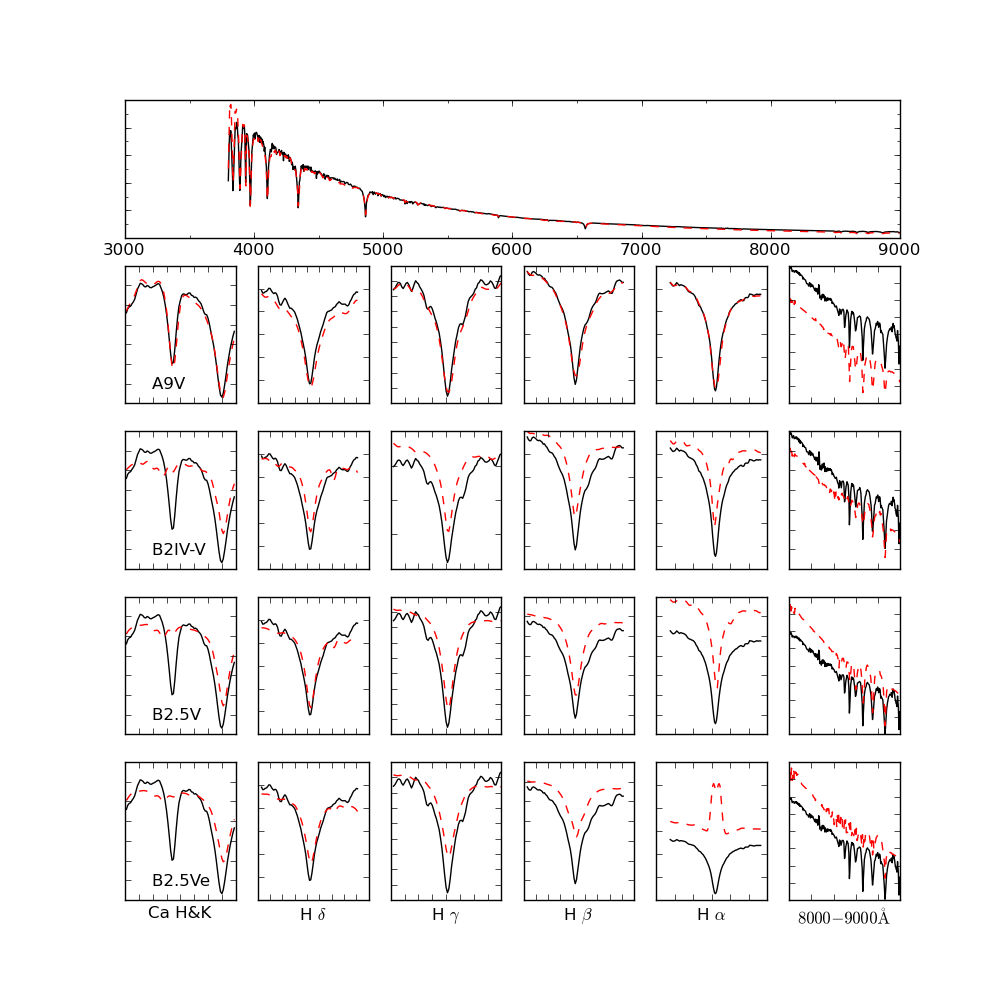 3000 4000 5000 6000 7000 8000 9000
A9V
B2IV-V
B2.5V
B2.5Ve
Ca H&K H δ H γ H β H α 8000−9000Å